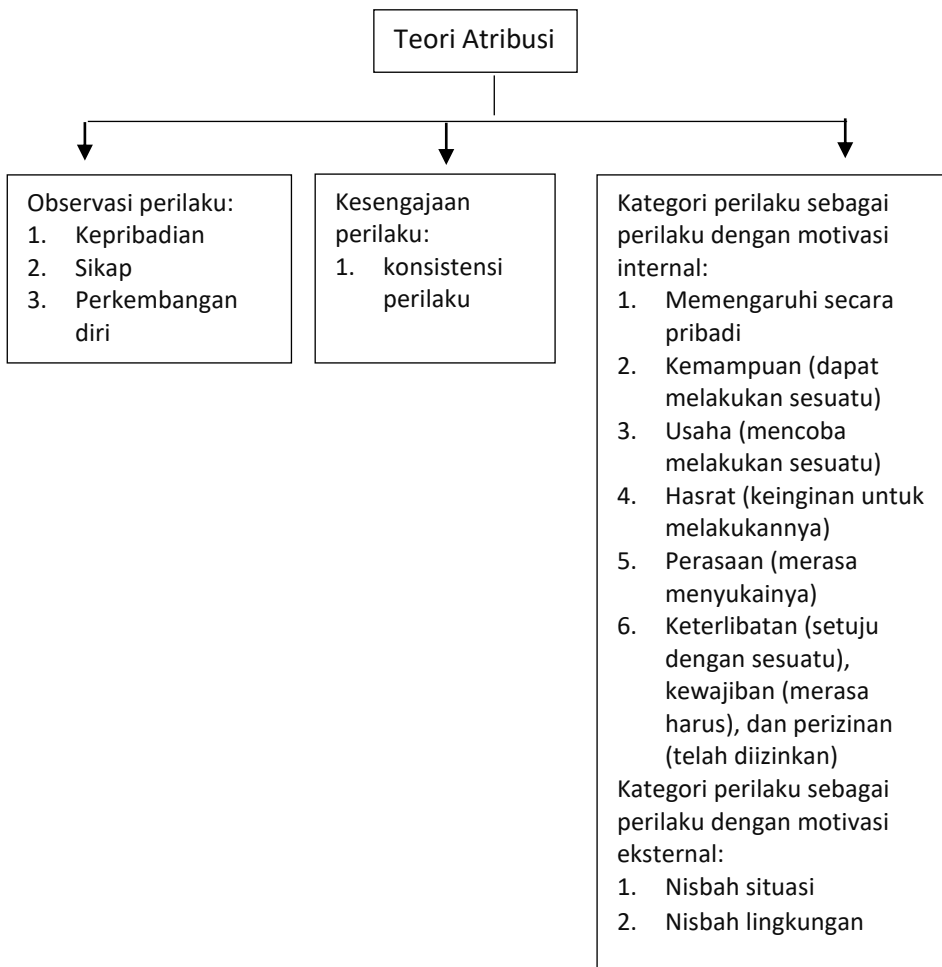 Teori Atribusi
Observasi perilaku:
1. Kepribadian
2. Sikap
3. Perkembangan
diri
Kesengajaan
perilaku:
1. konsistensi
perilaku
Kategori perilaku sebagai
perilaku dengan motivasi
internal:
1. Memengaruhi secara
pribadi
2. Kemampuan (dapat
melakukan sesuatu)
3. Usaha (mencoba
melakukan sesuatu)
4. Hasrat (keinginan untuk
melakukannya)
5. Perasaan (merasa
menyukainya)
6. Keterlibatan (setuju
dengan sesuatu),
kewajiban (merasa
harus), dan perizinan
(telah diizinkan)
Kategori perilaku sebagai
perilaku dengan motivasi
eksternal:
1. Nisbah situasi
2. Nisbah lingkungan